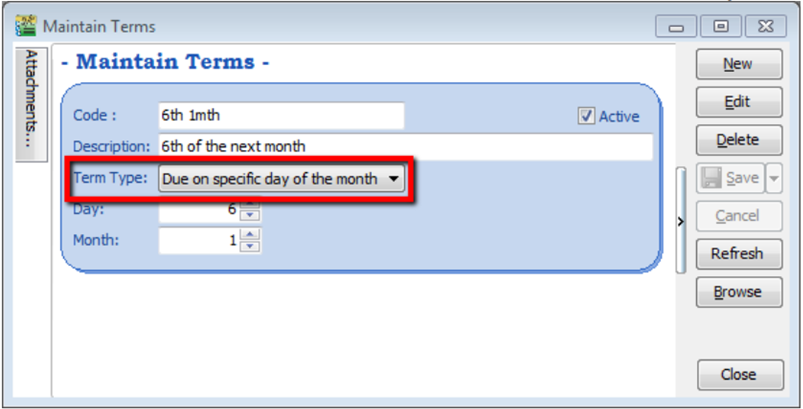 Maintain Terms
Attachments...
- Maintain Terms -
Code : 6th 1mth Active
Description: 6th of the next month
Term Type: Due on specific day of the month
Day: 6
Month: 1
New
Edit
Delete
Save
Cancel
Refresh
Browse
Close